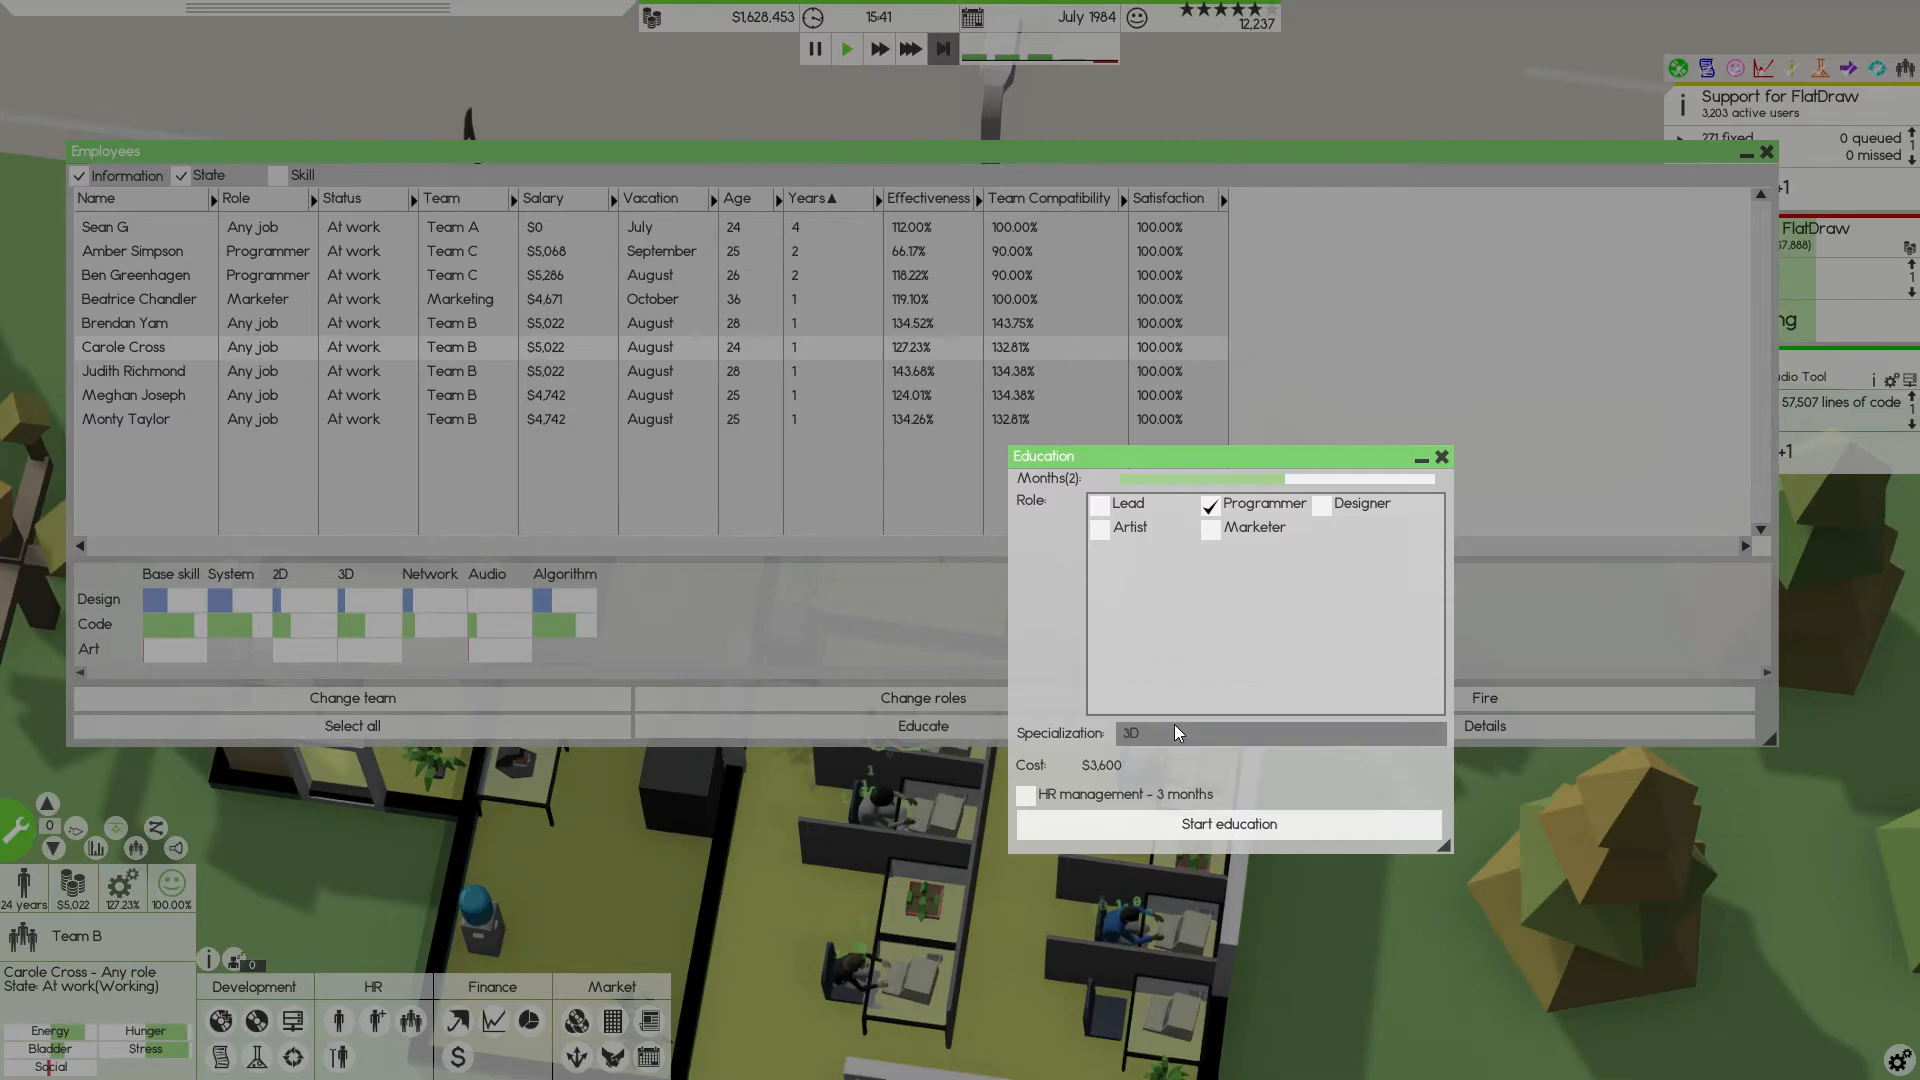 $1,628,453
15:41
July 1984
12,237
Support for FlatDraw
3,203 active users
271 fixed
0 queued
0 missed
1
+1
FlatDraw
$7,888)
1
ng
dio Tool
57,507 lines of code
1
+1
Employees
Information State Skill
Name Role Status Team Salary Vacation Age Years Effectiveness Team Compatibility Satisfaction
Sean G Any job At work Team A $0 July 24 4 112.00% 100.00% 100.00%
Amber Simpson Programmer At work Team C $5,068 September 25 2 66.17% 90.00% 100.00%
Ben Greenhagen Programmer At work Team C $5,286 August 26 2 118.22% 90.00% 100.00%
Beatrice Chandler Marketer At work Marketing $4,671 October 36 1 119.10% 100.00% 100.00%
Brendan Yam Any job At work Team B $5,022 August 28 1 134.52% 143.75% 100.00%
Carole Cross Any job At work Team B $5,022 August 24 1 127.23% 132.81% 100.00%
Judith Richmond Any job At work Team B $5,022 August 28 1 143.68% 134.38% 100.00%
Meghan Joseph Any job At work Team B $4,742 August 25 1 124.01% 134.38% 100.00%
Monty Taylor Any job At work Team B $4,742 August 25 1 134.26% 132.81% 100.00%
Education
Months(2):
Role: Lead Programmer Designer
Artist Marketer
Specialization: 3D
Cost: $3,600
HR management - 3 months
Start education
Base skill System 2D 3D Network Audio Algorithm
Design
Code
Art
Change team Change roles Fire
Select all Educate Details
0
24 years $5,022 127.23% 100.00%
Team B
Carole Cross - Any role
State: At work(Working)
Energy Hunger
Bladder Stress
Social
0
Development HR Finance Market